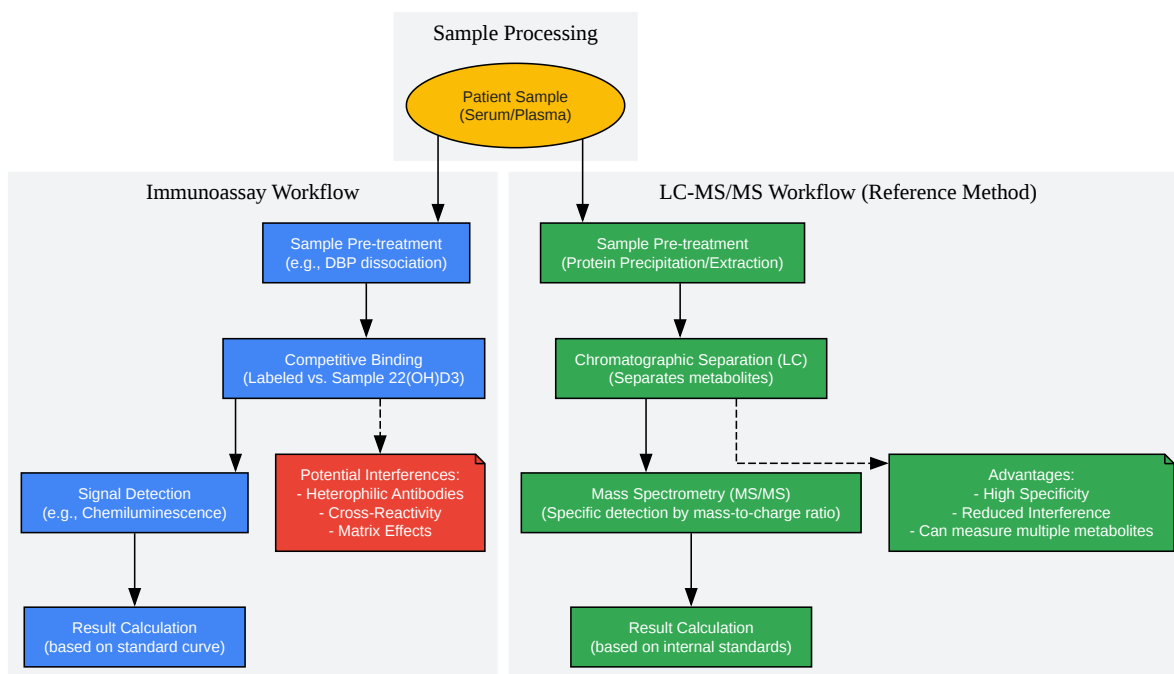 Sample Processing
Patient Sample
(Serum/Plasma)
Immunoassay Workflow
Sample Pre-treatment
(e.g., DBP dissociation)
Competitive Binding
(Labeled vs. Sample 22(OH)D3)
Signal Detection
(e.g., Chemiluminescence)
Potential Interferences:
- Heterophilic Antibodies
- Cross-Reactivity
- Matrix Effects
Result Calculation
(based on standard curve)
LC-MS/MS Workflow (Reference Method)
Sample Pre-treatment
(Protein Precipitation/Extraction)
Chromatographic Separation (LC)
(Separates metabolites)
Mass Spectrometry (MS/MS)
(Specific detection by mass-to-charge ratio)
Advantages:
- High Specificity
- Reduced Interference
- Can measure multiple metabolites
Result Calculation
(based on internal standards)